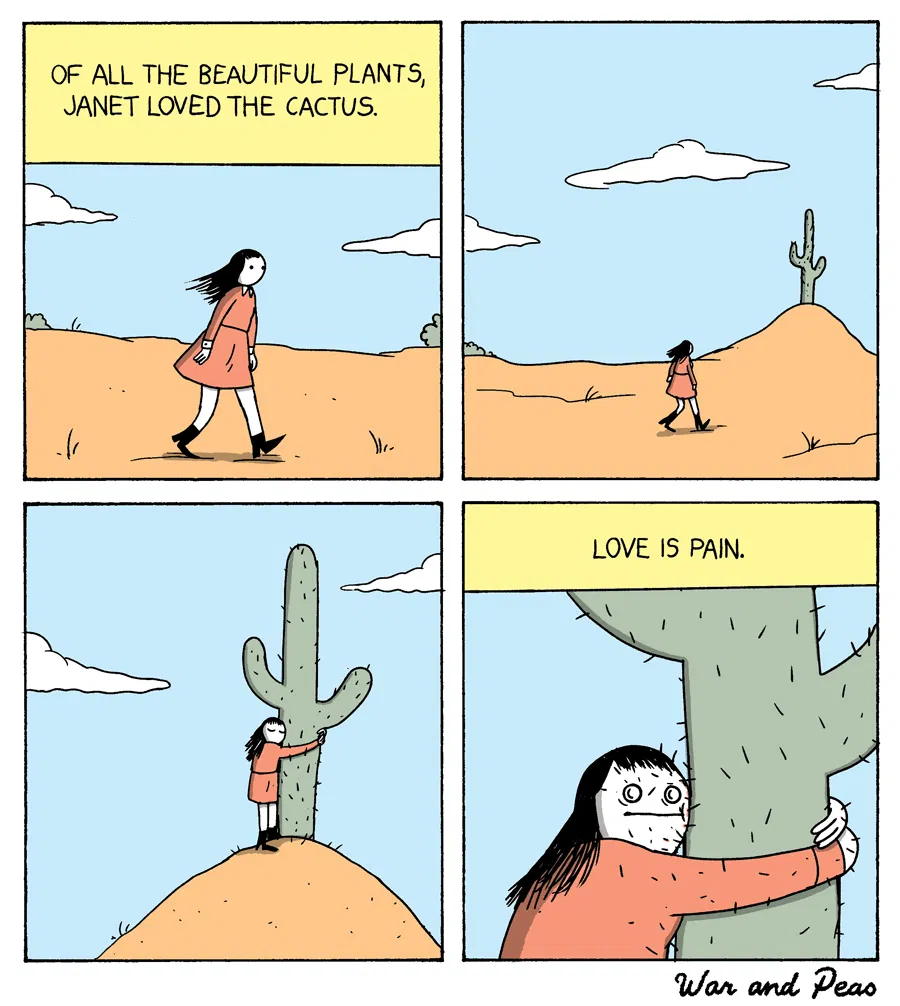 OF ALL THE BEAUTIFUL PLANTS,
JANET LOVED THE CACTUS.
LOVE IS PAIN.
War and Peas